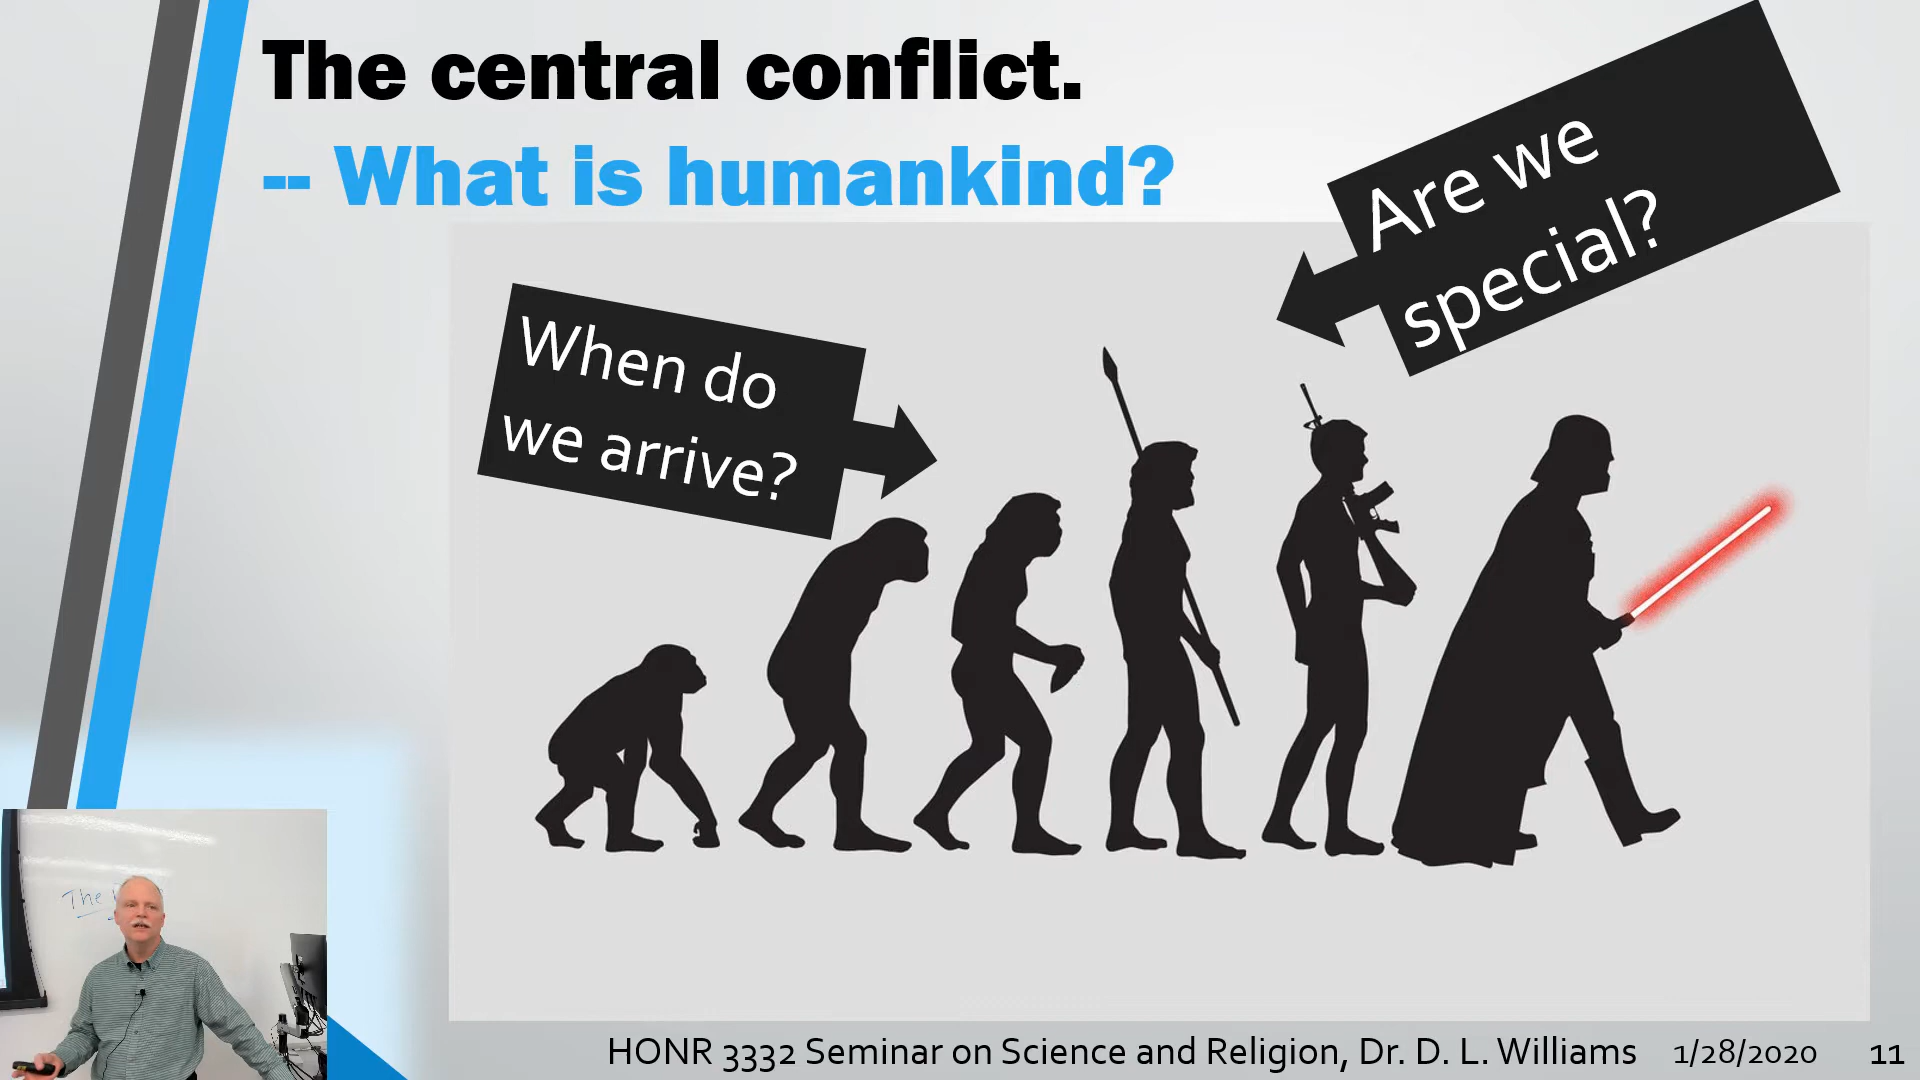 The central conflict.
-- What is humankind?
Are we
special?
When do
we arrive?
The
HONR 3332 Seminar on Science and Religion, Dr. D. L. Williams 1/28/2020 11